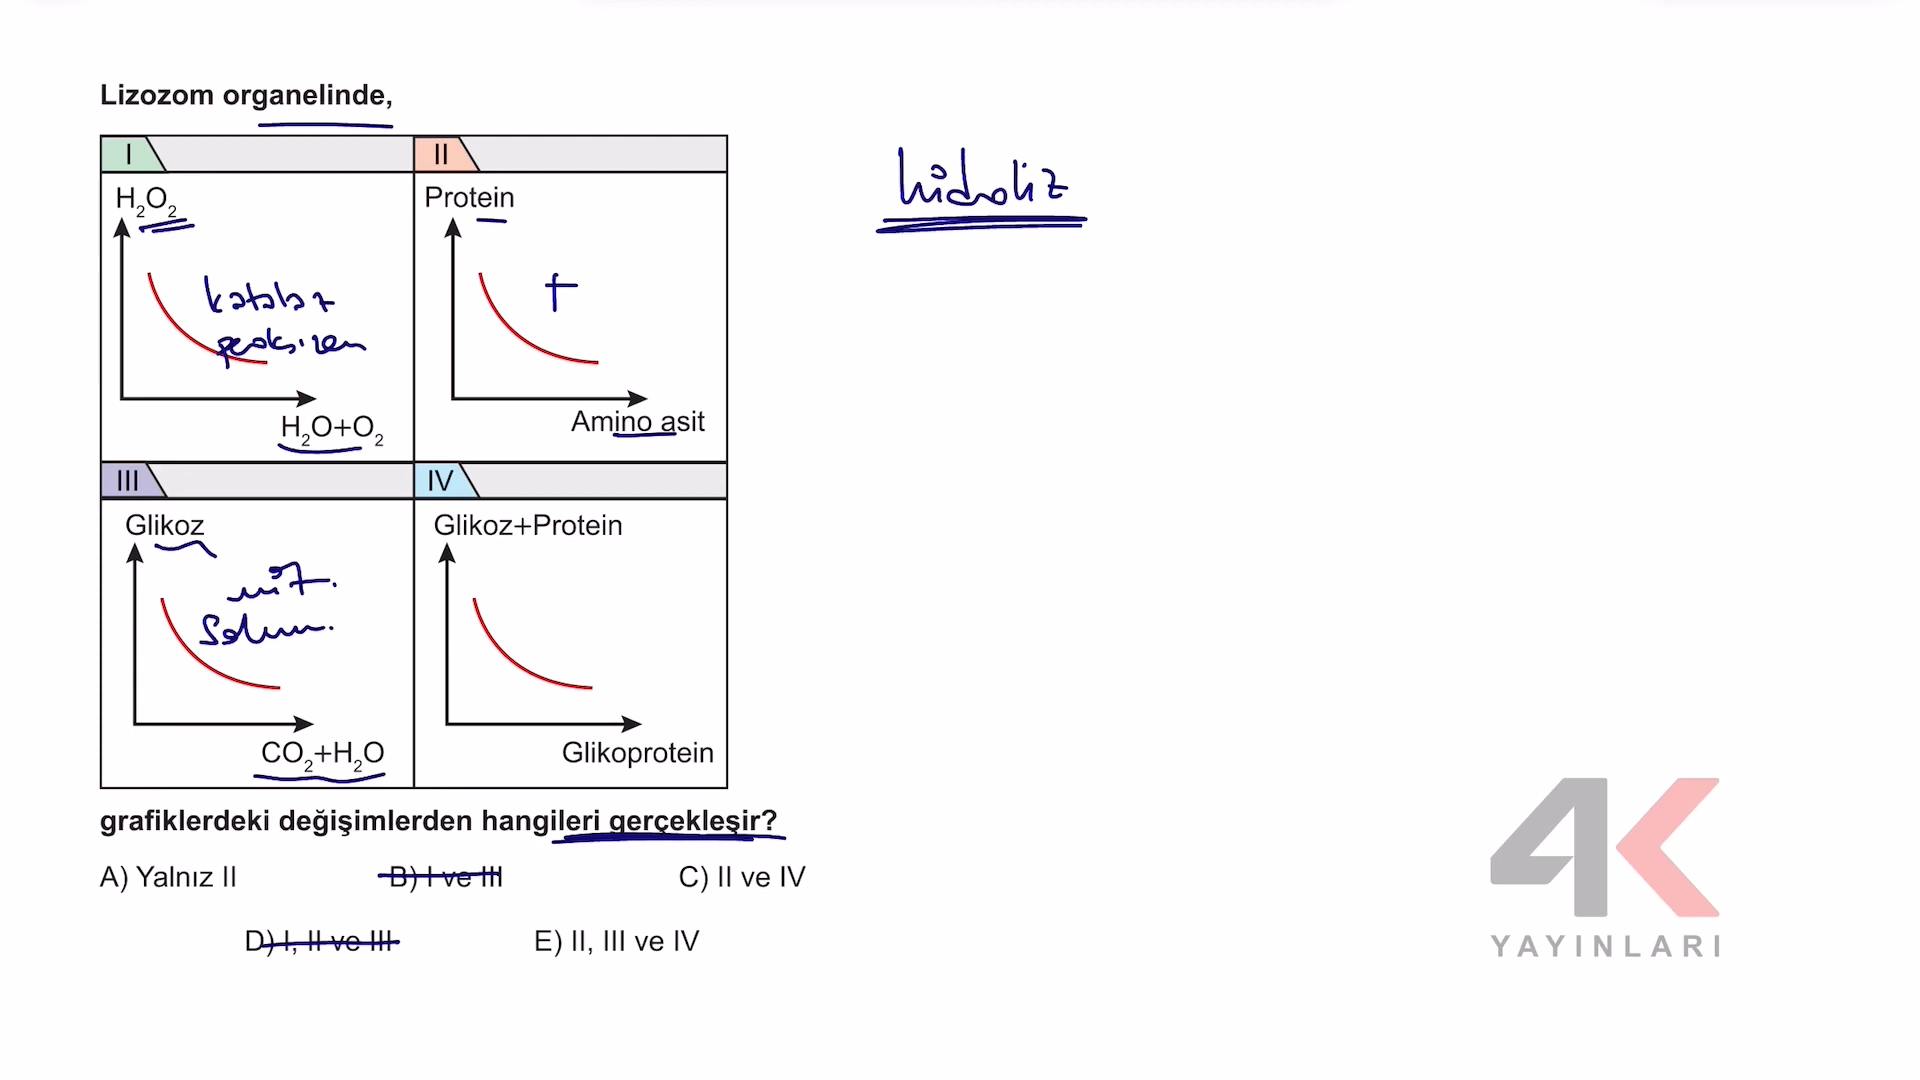 Lizozom organelinde,
I
II
H₂O₂
Protein
hidroliz
katalaz
peroksizom
H₂O+O₂
Amino asit
III
IV
Glikoz
Glikoz+Protein
CO₂+H₂O
Glikoprotein
grafiklerdeki değişimlerden hangileri gerçekleşir?
A) Yalnız II
B) I ve III
C) II ve IV
D) I, II ve III
E) II, III ve IV
4K
YAYINLARI